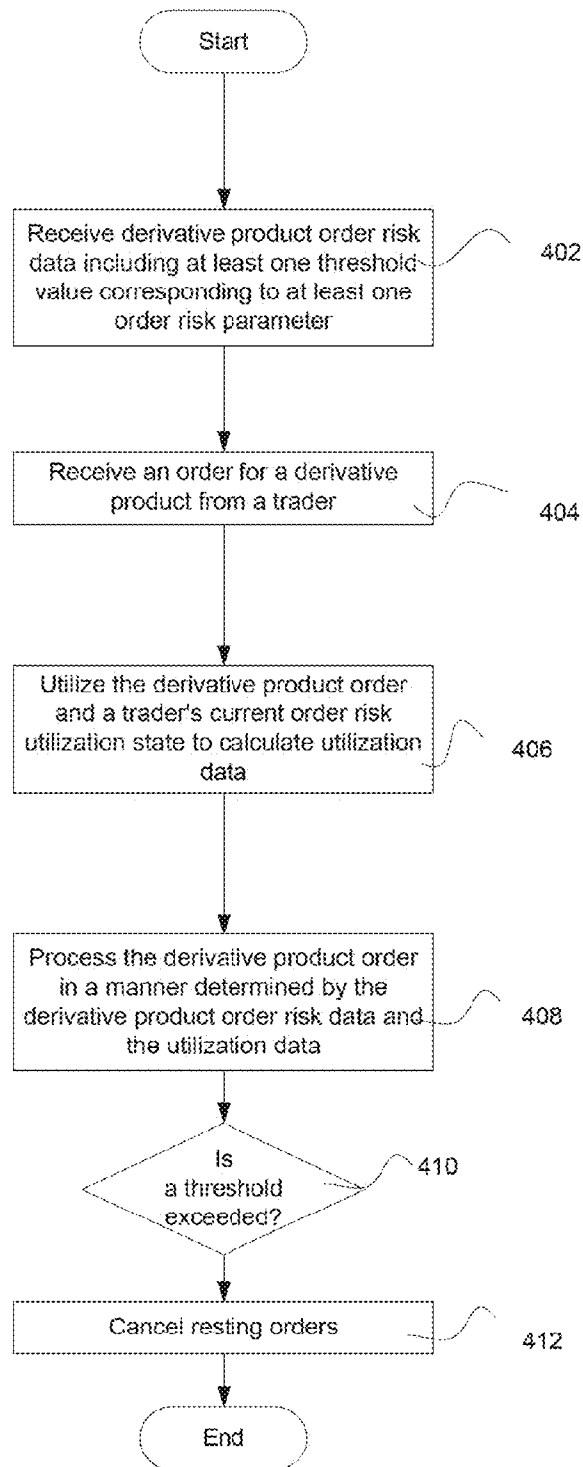 Start
Receive derivative product order risk
data including at least one threshold
value corresponding to at least one
order risk parameter
402
Receive an order for a derivative
product from a trader
404
Utilize the derivative product order
and a trader's current order risk
utilization state to calculate utilization
data
406
Process the derivative product order
in a manner determined by the
derivative product order risk data and
the utilization data
408
Is
a threshold
exceeded?
410
Cancel resting orders
412
End